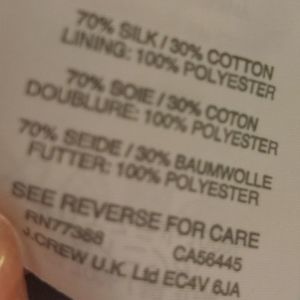 70% SILK / 30% COTTON
LINING: 100% POLYESTER
70% SOIE / 30% COTON
DOUBLURE: 100% POLYESTER
70% SEIDE / 30% BAUMWOLLE
FUTTER: 100% POLYESTER
SEE REVERSE FOR CARE
RN77388 CA56445
J.CREW U.K. Ltd EC4V 6JA